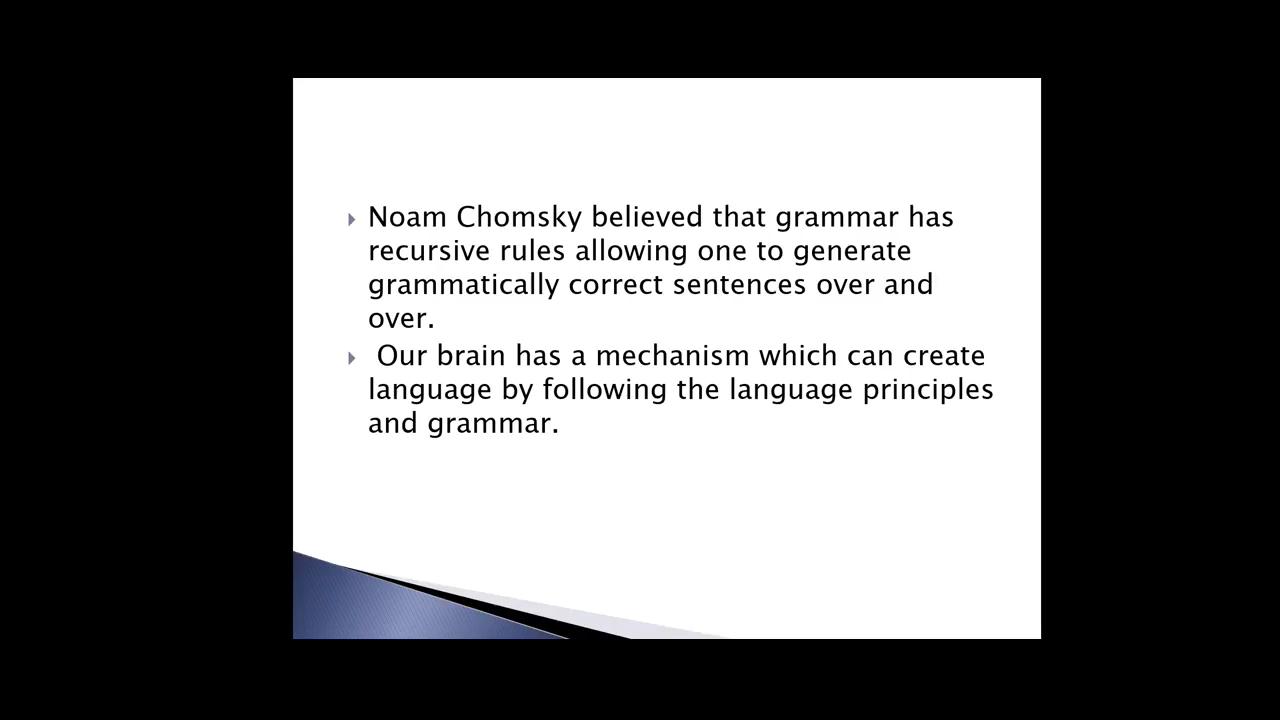 Noam Chomsky believed that grammar has
recursive rules allowing one to generate
grammatically correct sentences over and
over.
Our brain has a mechanism which can create
language by following the language principles
and grammar.